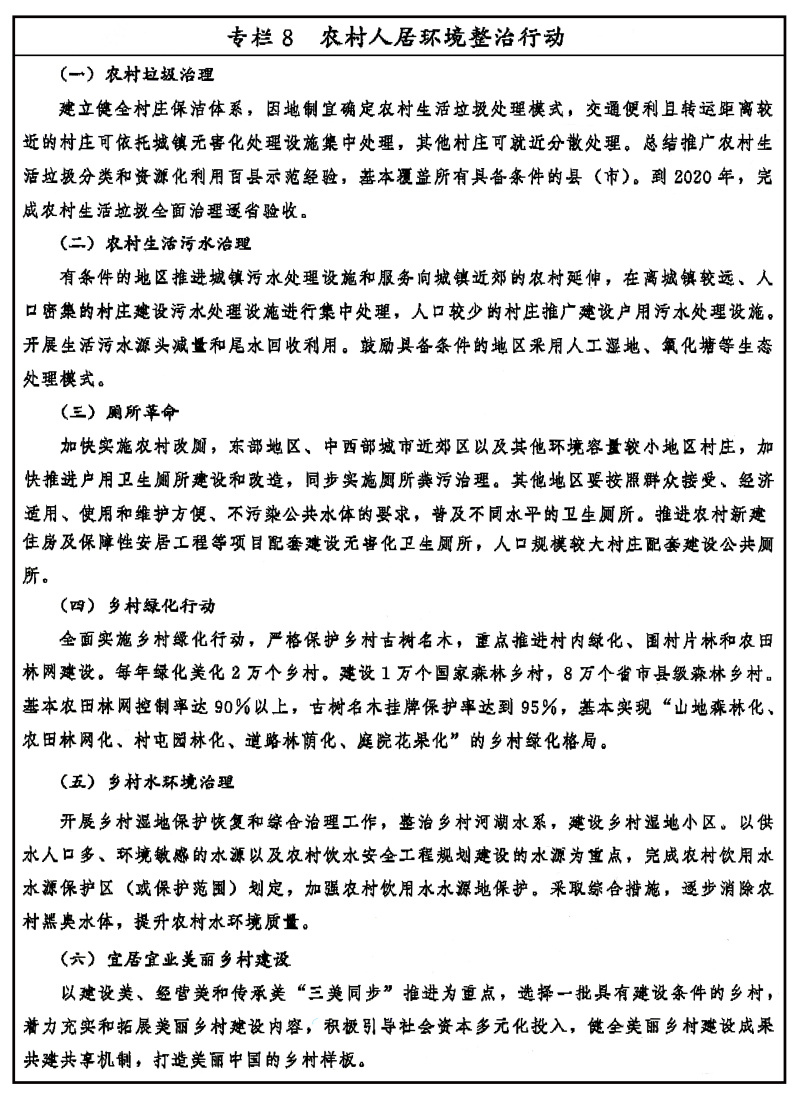 专栏 8　农村人居环境整治行动
（一）农村垃圾治理
建立健全村庄保洁体系，因地制宜确定农村生活垃圾处理模式，交通便利且转运距离较
近的村庄可依托城镇无害化处理设施集中处理，其他村庄可就近分散处理。总结推广农村生
活垃圾分类和资源化利用百县示范经验，基本覆盖所有具备条件的县（市）。到 2020 年，完
成农村生活垃圾全面治理逐省验收。
（二）农村生活污水治理
有条件的地区推进城镇污水处理设施和服务向城镇近郊的农村延伸，在离城镇较远、人
口密集的村庄建设污水处理设施进行集中处理，人口较少的村庄推广建设户用污水处理设施。
开展生活污水源头减量和尾水回收利用。鼓励具备条件的地区采用人工湿地、氧化塘等生态
处理模式。
（三）厕所革命
加快实施农村改厕，东部地区、中西部城市近郊区以及其他环境容量较小地区村庄，加
快推进户用卫生厕所建设和改造，同步实施厕所粪污治理。其他地区要按照群众接受、经济
适用、使用和维护方便、不污染公共水体的要求，普及不同水平的卫生厕所。推进农村新建
住房及保障性安居工程等项目配套建设无害化卫生厕所，人口规模较大村庄配套建设公共厕
所。
（四）乡村绿化行动
全面实施乡村绿化行动，严格保护乡村古树名木，重点推进村内绿化、围村片林和农田
林网建设。每年绿化美化 2 万个乡村。建设 1 万个国家森林乡村，8 万个省市县级森林乡村。
基本农田林网控制率达 90%以上，古树名木挂牌保护率达到 95%，基本实现“山地森林化、
农田林网化、村屯园林化、道路林荫化、庭院花果化”的乡村绿化格局。
（五）乡村水环境治理
开展乡村湿地保护恢复和综合治理工作，整治乡村河湖水系，建设乡村湿地小区。以供
水人口多、环境敏感的水源以及农村饮水安全工程规划建设的水源为重点，完成农村饮用水
水源保护区（或保护范围）划定，加强农村饮用水水源地保护。采取综合措施，逐步消除农
村黑臭水体，提升农村水环境质量。
（六）宜居宜业美丽乡村建设
以建设美、经营美和传承美“三美同步”推进为重点，选择一批具有建设条件的乡村，
着力充实和拓展美丽乡村建设内容，积极引导社会资本多元化投入，健全美丽乡村建设成果
共建共享机制，打造美丽中国的乡村样板。